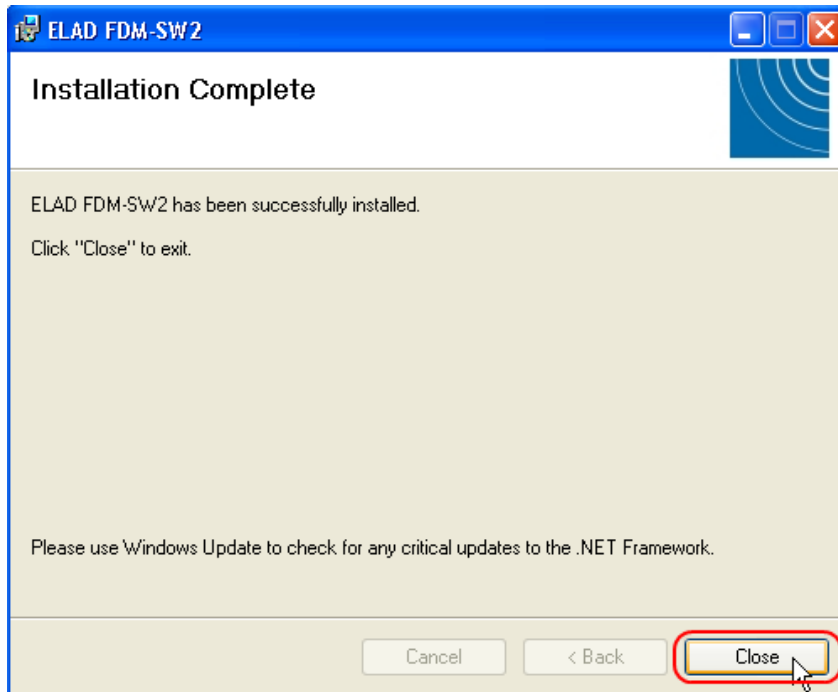 ELAD FDM-SW2
Installation Complete
ELAD FDM-SW2 has been successfully installed.
Click "Close" to exit.
Please use Windows Update to check for any critical updates to the .NET Framework.
Cancel
< Back
Close